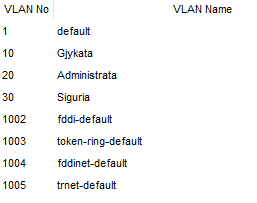 VLAN No VLAN Name
1 default
10 Gjykata
20 Administrata
30 Siguria
1002 fddi-default
1003 token-ring-default
1004 fddinet-default
1005 trnet-default